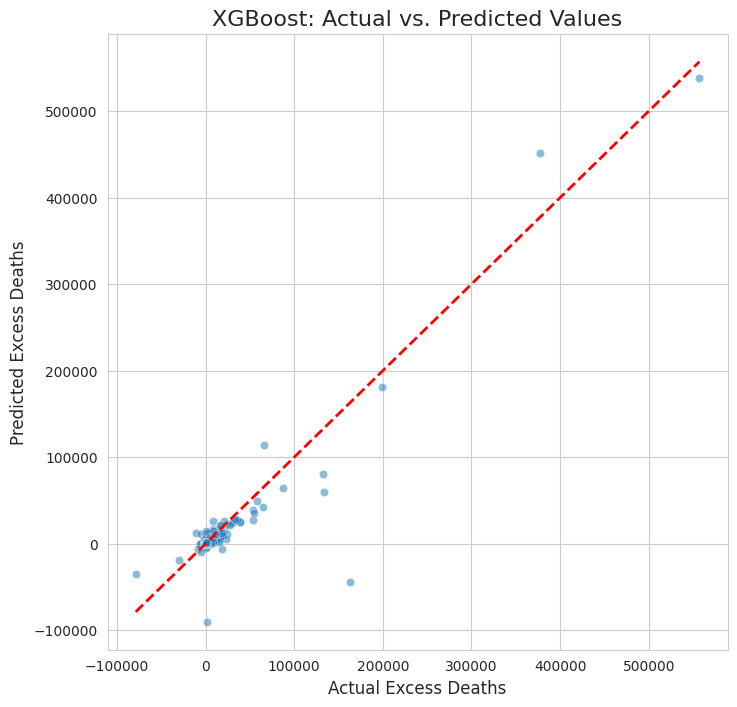 XGBoost: Actual vs. Predicted Values
Predicted Excess Deaths
500000
400000
300000
200000
100000
0
−100000
−100000 0 100000 200000 300000 400000 500000
Actual Excess Deaths